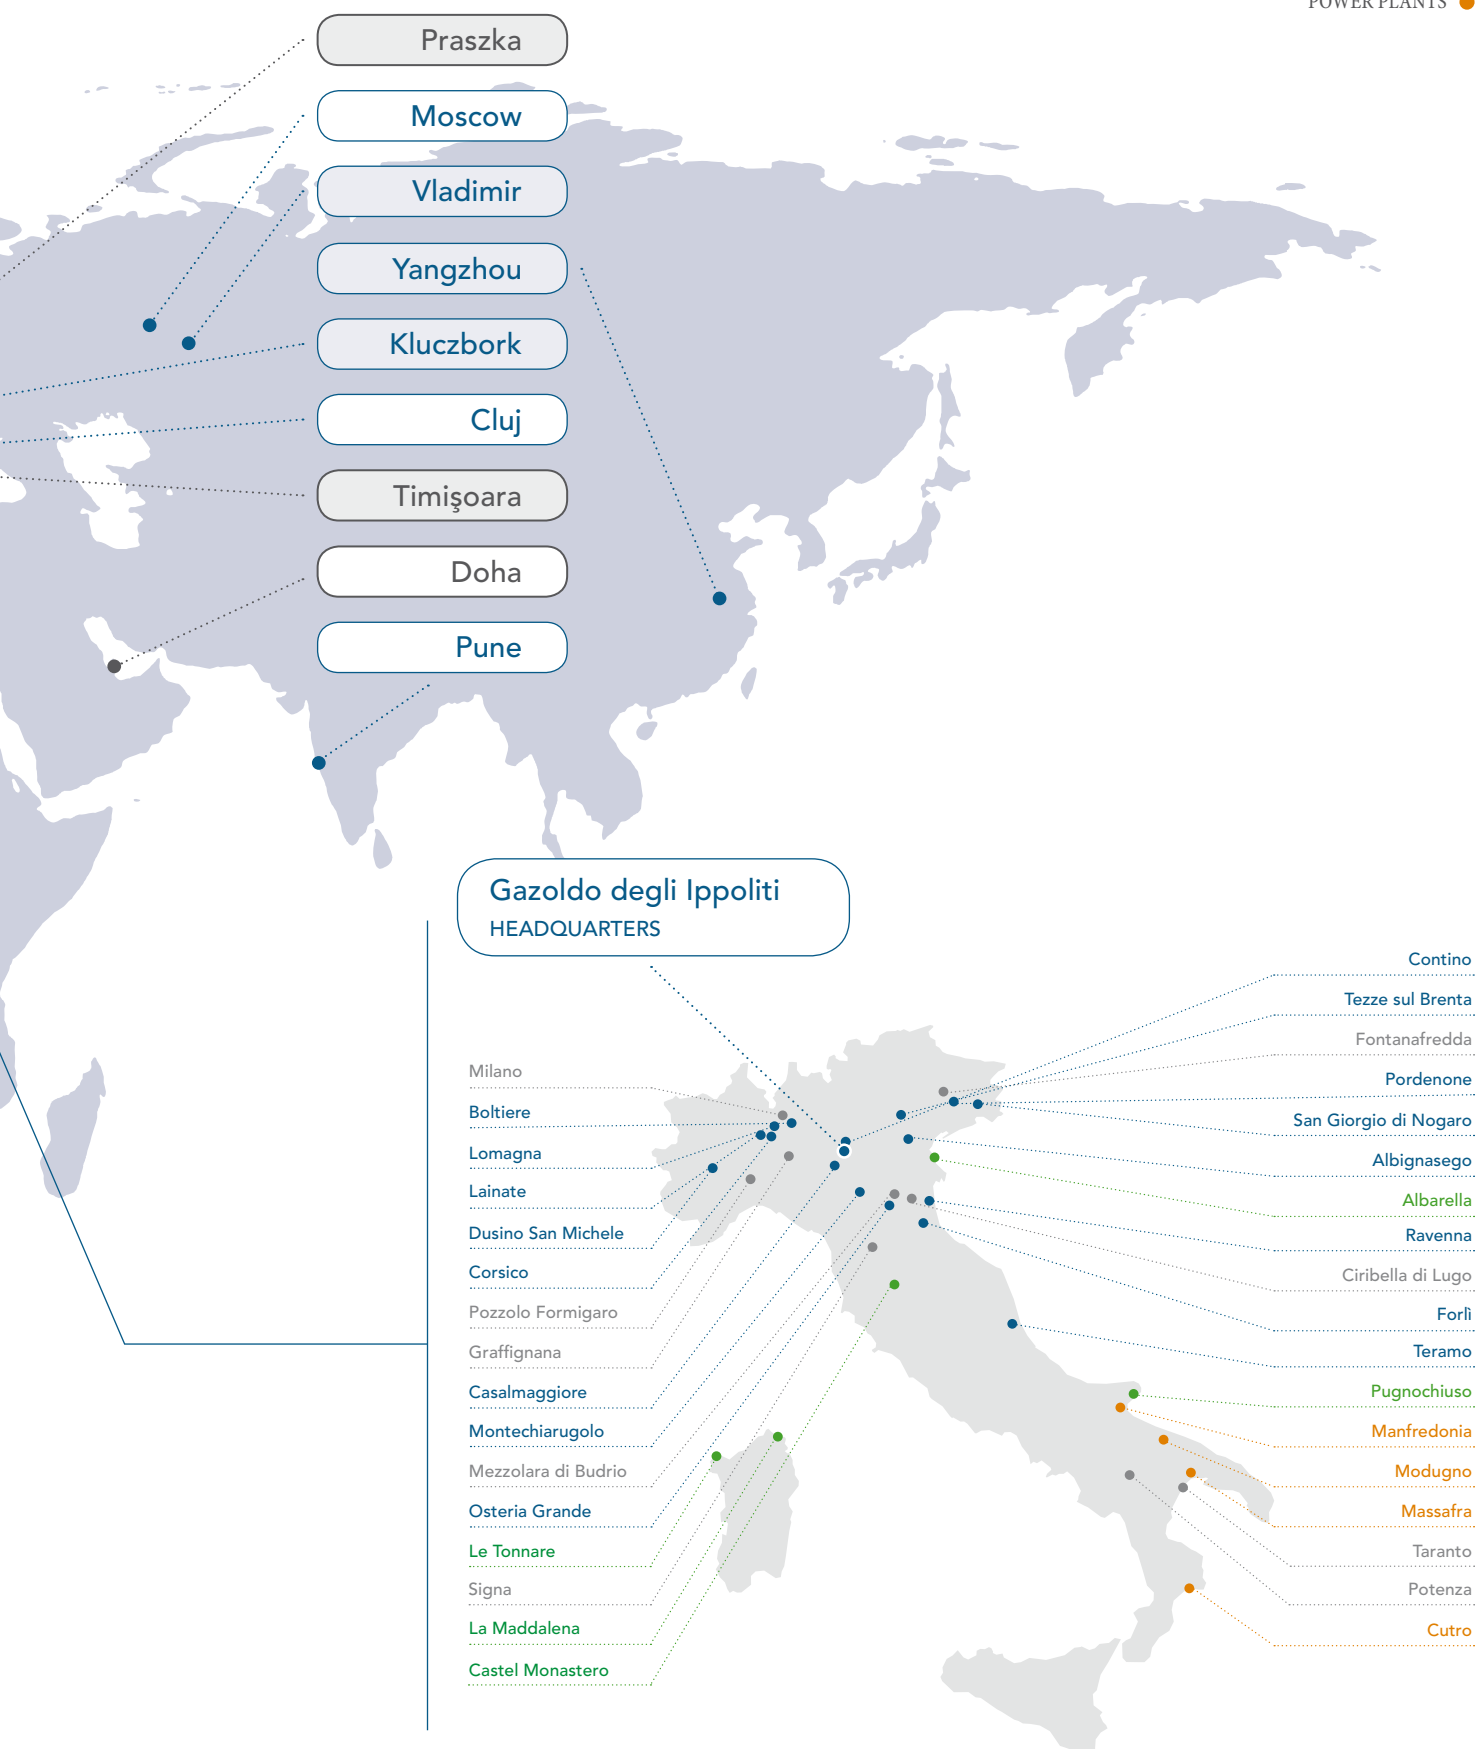 POWER PLANTS
Praszka
Moscow
Vladimir
Yangzhou
Kluczbork
Cluj
Timişoara
Doha
Pune
Gazoldo degli Ippoliti
HEADQUARTERS
Milano
Boltiere
Lomagna
Lainate
Dusino San Michele
Corsico
Pozzolo Formigaro
Graffignana
Casalmaggiore
Montechiarugolo
Mezzolara di Budrio
Osteria Grande
Le Tonnare
Signa
La Maddalena
Castel Monastero
Contino
Tezze sul Brenta
Fontanafredda
Pordenone
San Giorgio di Nogaro
Albignasego
Albarella
Ravenna
Ciribella di Lugo
Forlì
Teramo
Pugnochiuso
Manfredonia
Modugno
Massafra
Taranto
Potenza
Cutro